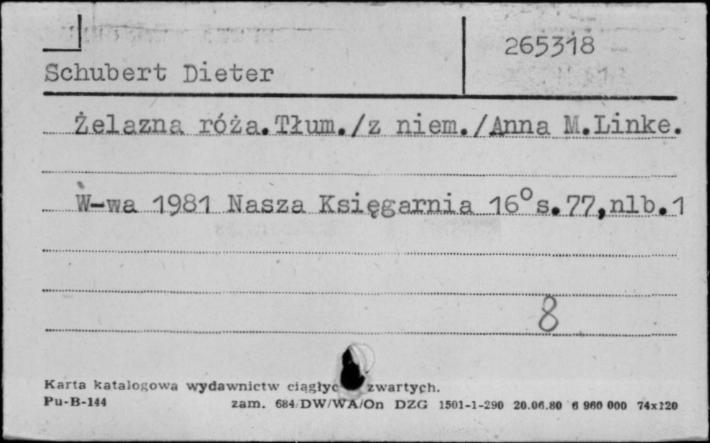 265318
Schubert Dieter
Żelazna róża.Tłum./z niem./Anna M.Linke.
W-wa 1981 Nasza Księgarnia 16° s.77,nlb.1
8
Karta katalogowa wydawnictw zwartych.
Pu-B-144 zam. 684/DW/WA/On DZG 1501-1-290 20.06.80 6 960 000 74x120